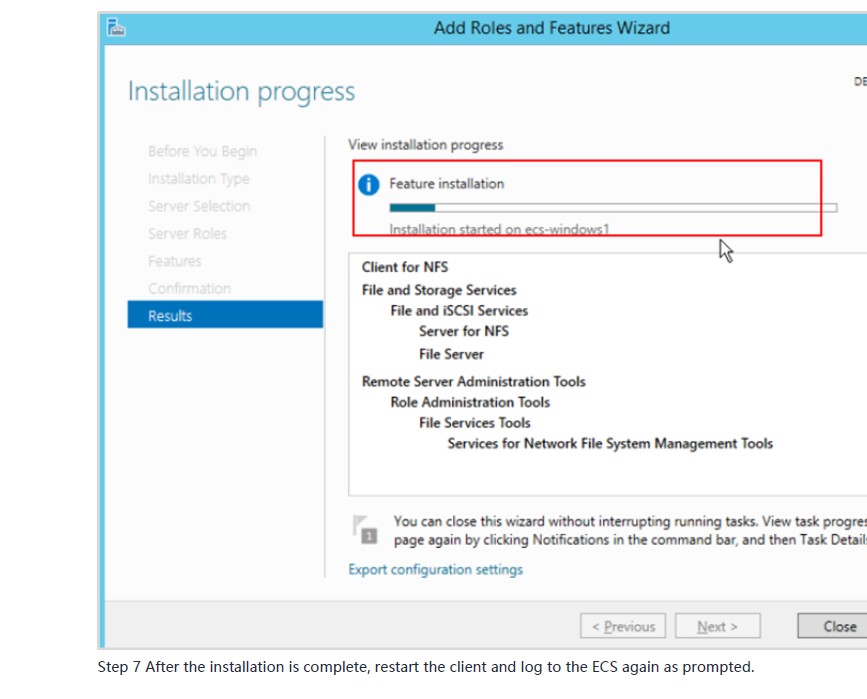 Add Roles and Features Wizard
Installation progress
DE
Before You Begin
Installation Type
Server Selection
Server Roles
Features
Confirmation
Results
View installation progress
Feature installation
Installation started on ecs-windows1
Client for NFS
File and Storage Services
File and iSCSI Services
Server for NFS
File Server
Remote Server Administration Tools
Role Administration Tools
File Services Tools
Services for Network File System Management Tools
1
You can close this wizard without interrupting running tasks. View task progres
page again by clicking Notifications in the command bar, and then Task Detail
Export configuration settings
< Previous
Next >
Close
Step 7 After the installation is complete, restart the client and log to the ECS again as prompted.